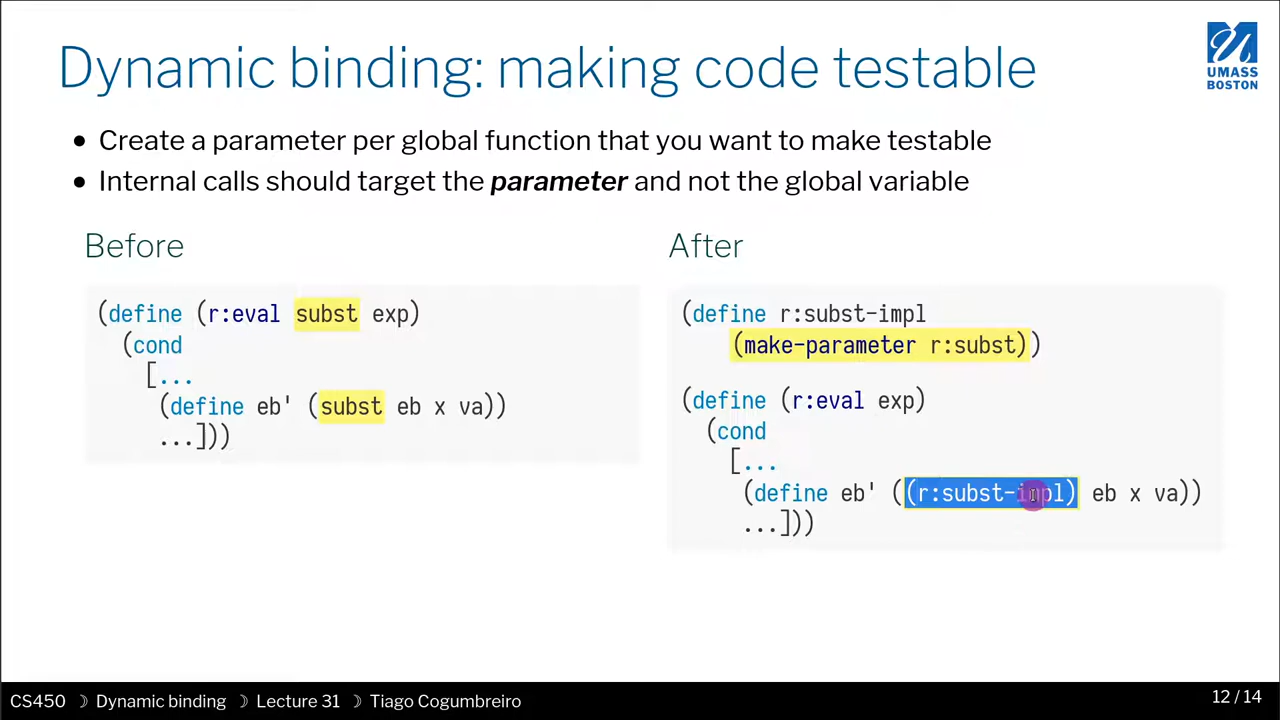 Dynamic binding: making code testable
UMASS
BOSTON
● Create a parameter per global function that you want to make testable
● Internal calls should target the parameter and not the global variable
Before
(define (r:eval subst exp)
(cond
[...
(define eb' (subst eb x va))
...]))
After
(define r:subst-impl
(make-parameter r:subst))
(define (r:eval exp)
(cond
[...
(define eb' ((r:subst-impl) eb x va))
...]))
CS450 ☽ Dynamic binding ☽ Lecture 31 ☽ Tiago Cogumbreiro
12 / 14